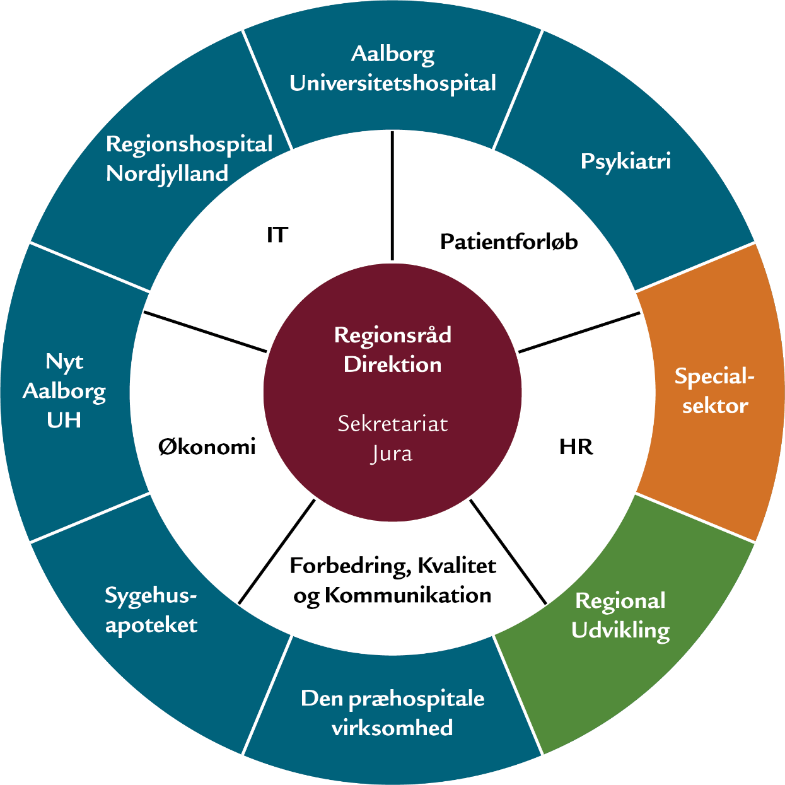 Aalborg
Universitetshospital
Psykiatri
Regionshospital
Nordjylland
IT
Patientforløb
Regionsråd
Direktion
Sekretariat
Jura
Nyt
Aalborg
UH
Special-
sektor
Økonomi
HR
Forbedring, Kvalitet
og Kommunikation
Sygehus-
apoteket
Regional
Udvikling
Den præhospitale
virksomhed